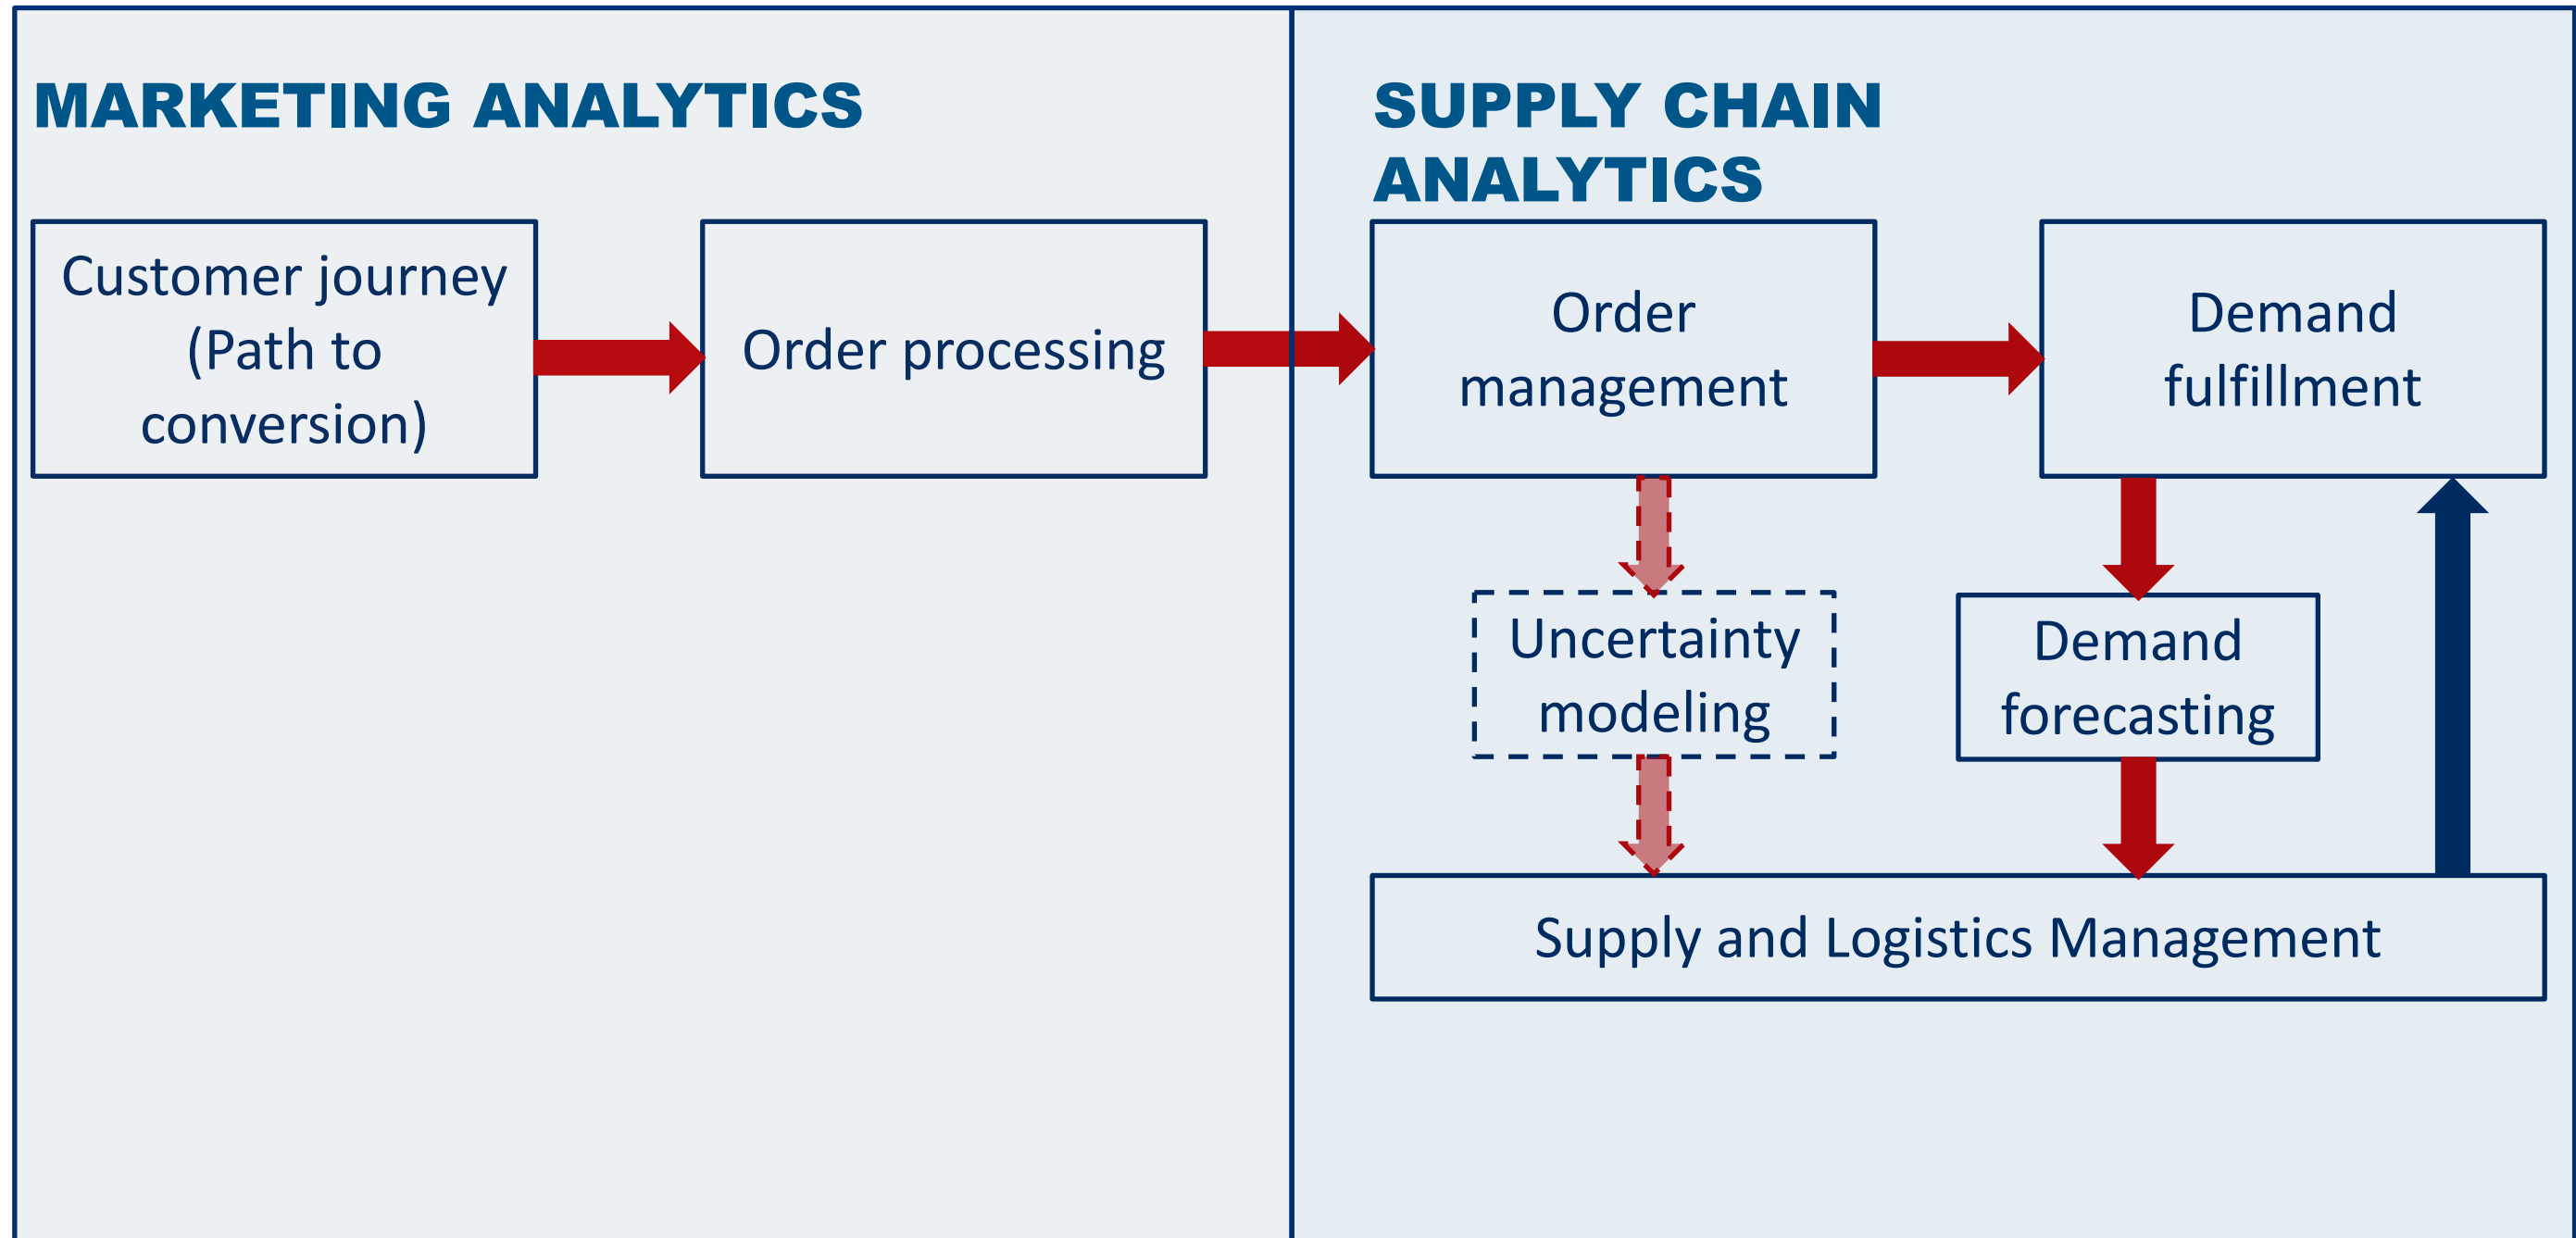 MARKETING ANALYTICS
SUPPLY CHAIN
ANALYTICS
Customer journey
(Path to
conversion)
Order processing
Order
management
Demand
fulfillment
Uncertainty
modeling
Demand
forecasting
Supply and Logistics Management